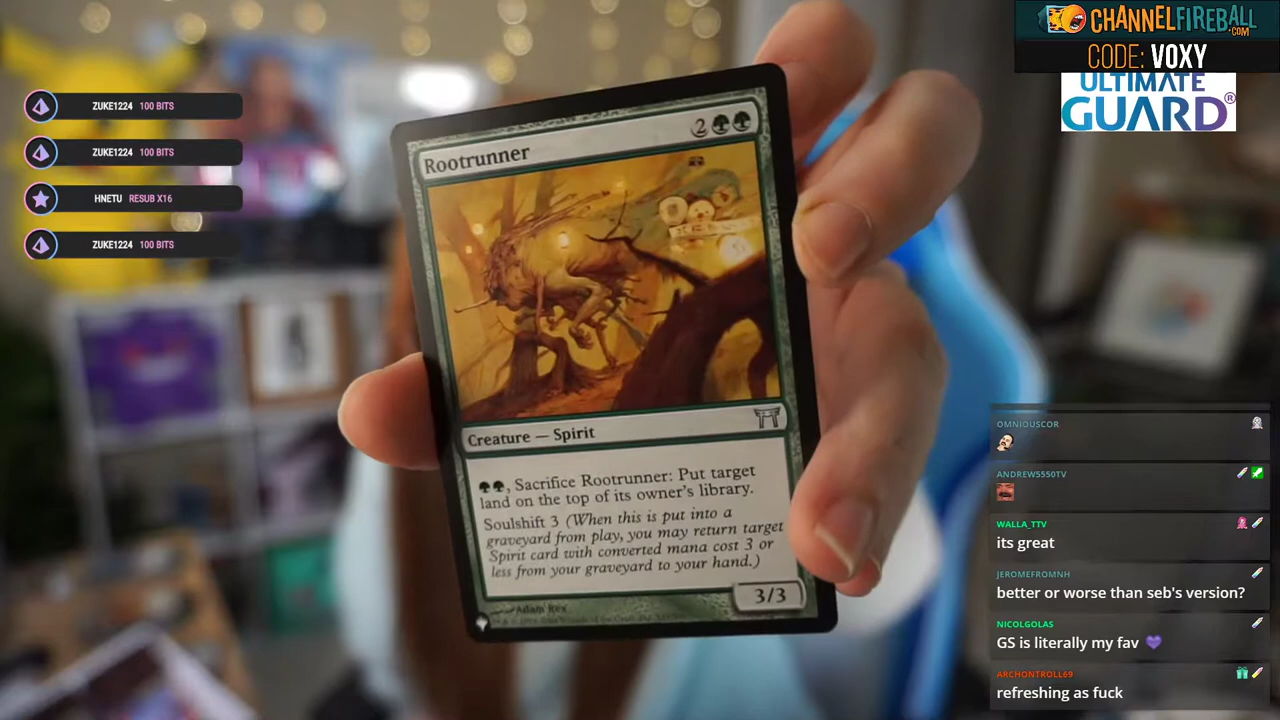 CHANNELFIREBALL
.COM
CODE: VOXY
ULTIMATE
GUARD®
ZUKE1224 100 BITS
ZUKE1224 100 BITS
HNETU RESUB X16
ZUKE1224 100 BITS
Rootrunner
2
Creature — Spirit
, Sacrifice Rootrunner: Put target
land on the top of its owner's library.
Soulshift 3 (When this is put into a
graveyard from play, you may return target
Spirit card with converted mana cost 3 or
less from your graveyard to your hand.)
3/3
Adam Rex
OMNIOUSCOR
ANDREW5550TV
WALLA_TTV
its great
JEROMEFROMNH
better or worse than seb's version?
NICOLGOLAS
GS is literally my fav
ARCHONTROLL69
refreshing as fuck